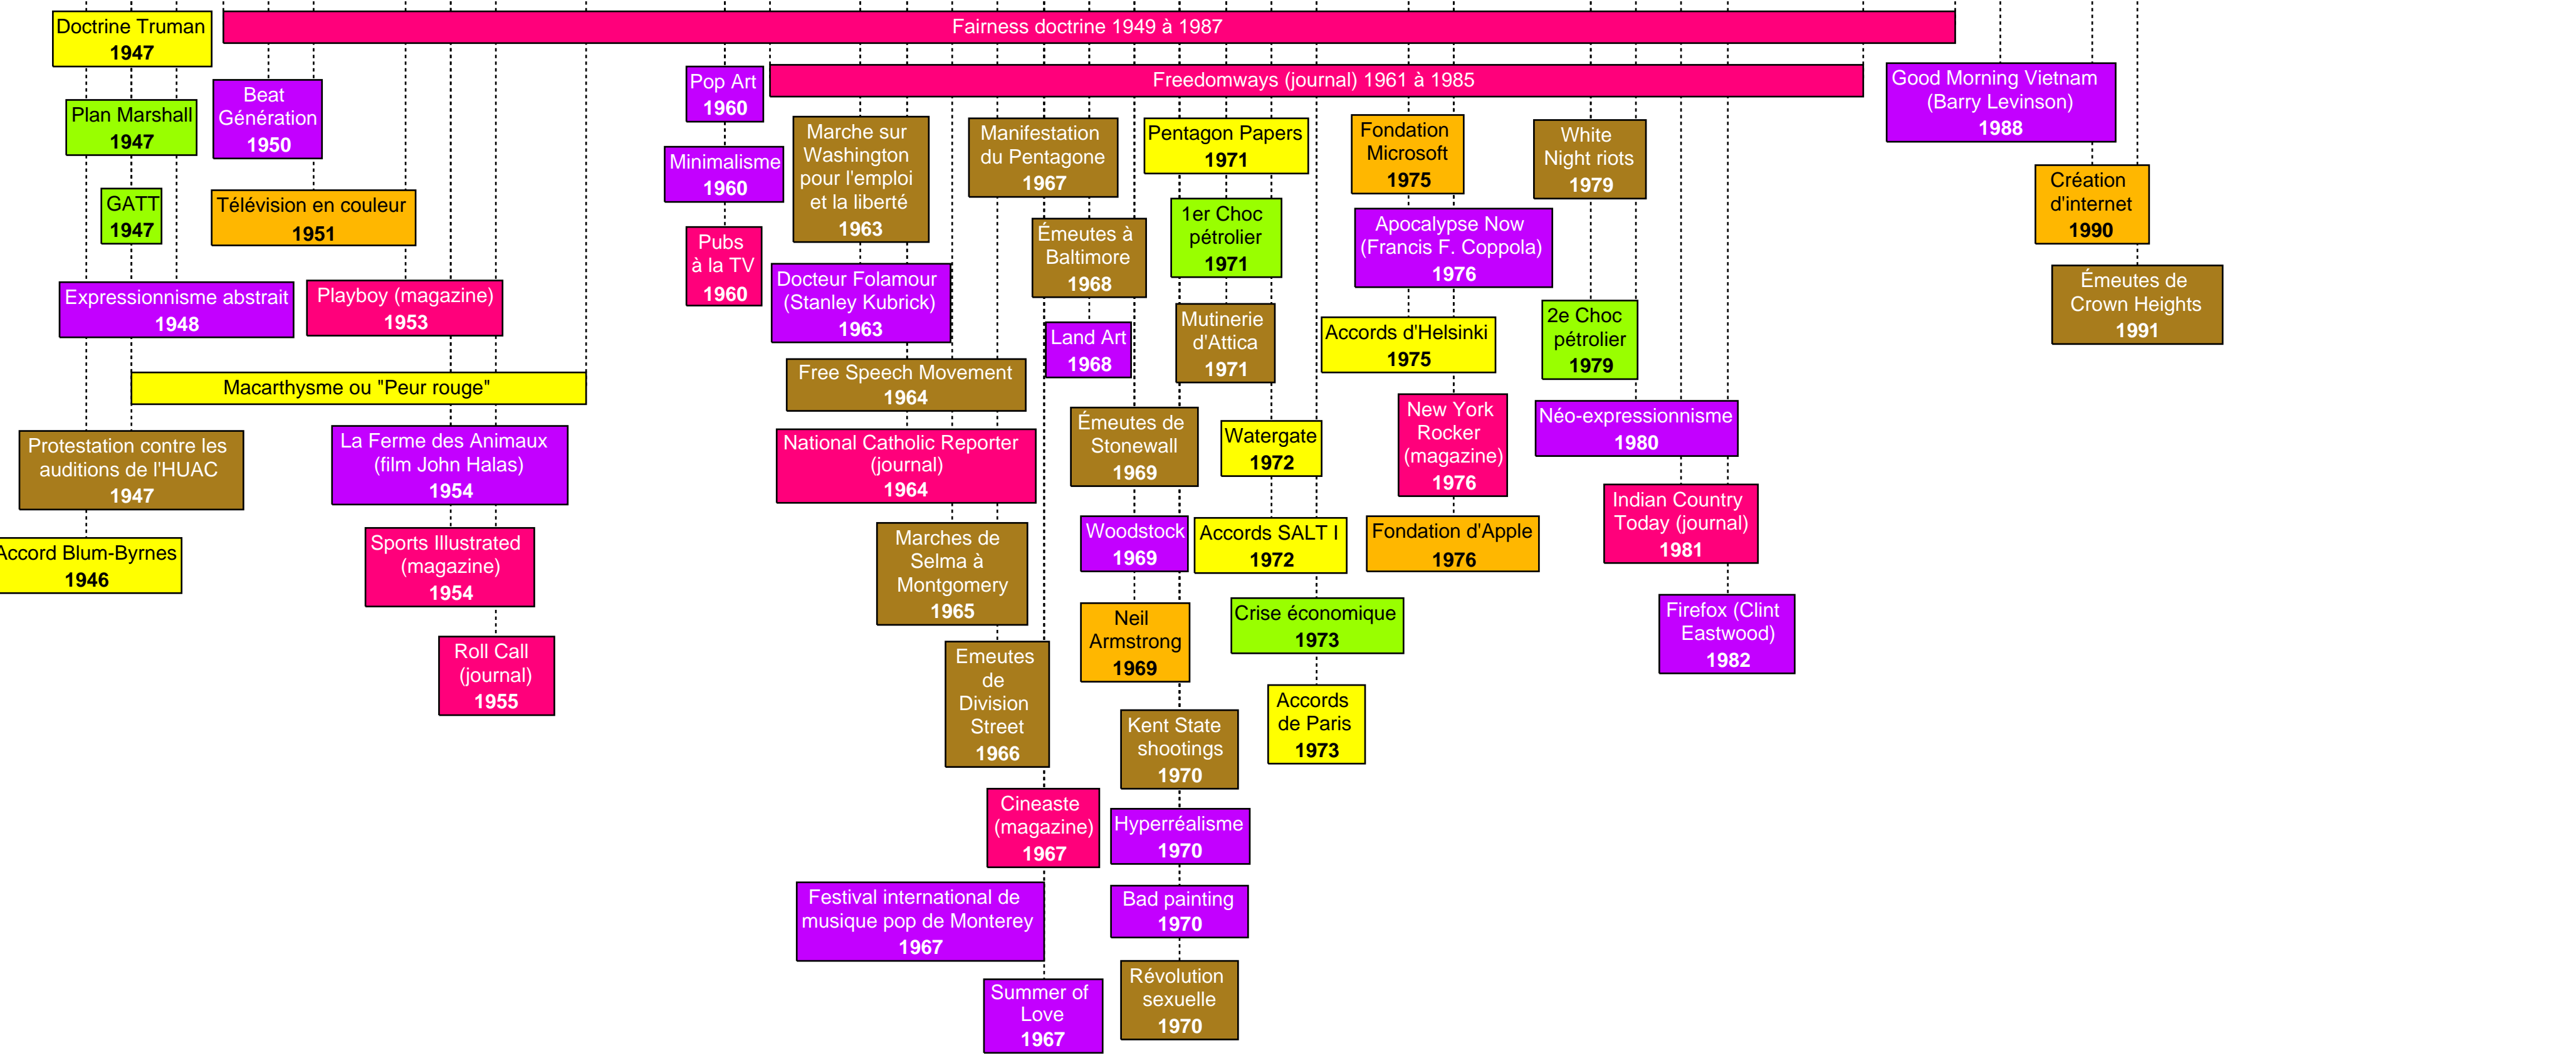 Doctrine Truman
1947
Fairness doctrine 1949 à 1987
Plan Marshall
1947
Beat
Génération
1950
GATT
1947
Télévision en couleur
1951
Expressionnisme abstrait
1948
Playboy (magazine)
1953
Macarthysme ou "Peur rouge"
Protestation contre les
auditions de l'HUAC
1947
La Ferme des Animaux
(film John Halas)
1954
Accord Blum-Byrnes
1946
Sports Illustrated
(magazine)
1954
Roll Call
(journal)
1955
Pop Art
1960
Freedomways (journal) 1961 à 1985
Minimalisme
1960
Pubs
à la TV
1960
Marche sur
Washington
pour l'emploi
et la liberté
1963
Docteur Folamour
(Stanley Kubrick)
1963
Free Speech Movement
1964
National Catholic Reporter
(journal)
1964
Marches de
Selma à
Montgomery
1965
Emeutes
de
Division
Street
1966
Manifestation
du Pentagone
1967
Cineaste
(magazine)
1967
Festival international de
musique pop de Monterey
1967
Summer of
Love
1967
Émeutes à
Baltimore
1968
Land Art
1968
Émeutes de
Stonewall
1969
Woodstock
1969
Neil
Armstrong
1969
Kent State
shootings
1970
Hyperréalisme
1970
Bad painting
1970
Révolution
sexuelle
1970
Pentagon Papers
1971
1er Choc
pétrolier
1971
Mutinerie
d'Attica
1971
Watergate
1972
Accords SALT I
1972
Crise économique
1973
Accords
de Paris
1973
Fondation
Microsoft
1975
Apocalypse Now
(Francis F. Coppola)
1976
Accords d'Helsinki
1975
New York
Rocker
(magazine)
1976
Fondation d'Apple
1976
White
Night riots
1979
2e Choc
pétrolier
1979
Néo-expressionnisme
1980
Indian Country
Today (journal)
1981
Firefox (Clint
Eastwood)
1982
Good Morning Vietnam
(Barry Levinson)
1988
Création
d'internet
1990
Émeutes de
Crown Heights
1991